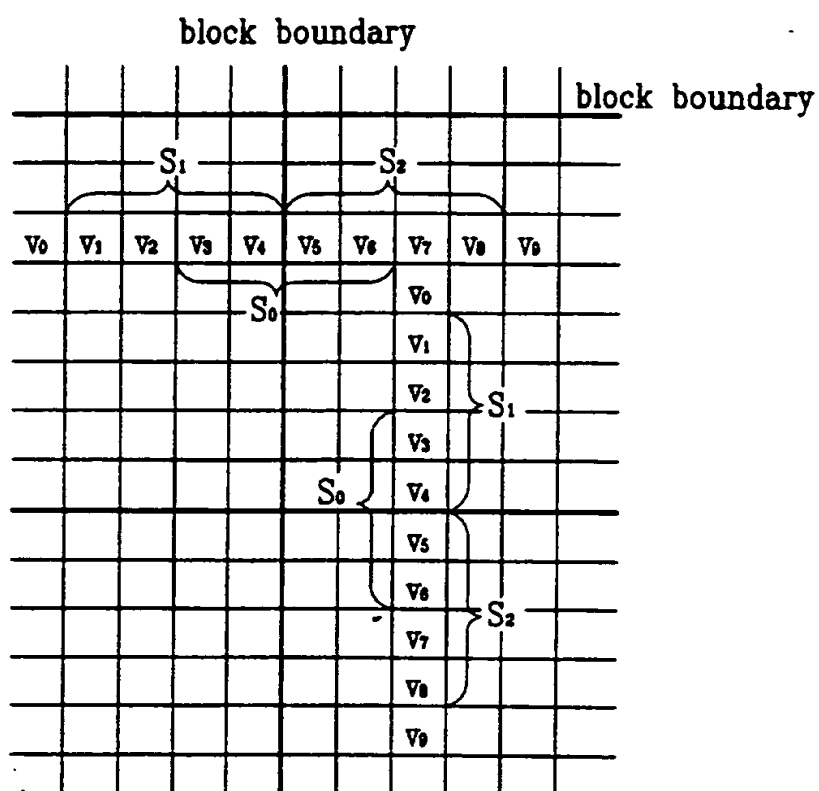 block boundary
block boundary
S₁ S₂
V₀ V₁ V₂ V₃ V₄ V₅ V₆ V₇ V₈ V₉
S₀
V₀
V₁
V₂
S₁
V₃
S₀
V₄
V₅
V₆
S₂
V₇
V₈
V₉